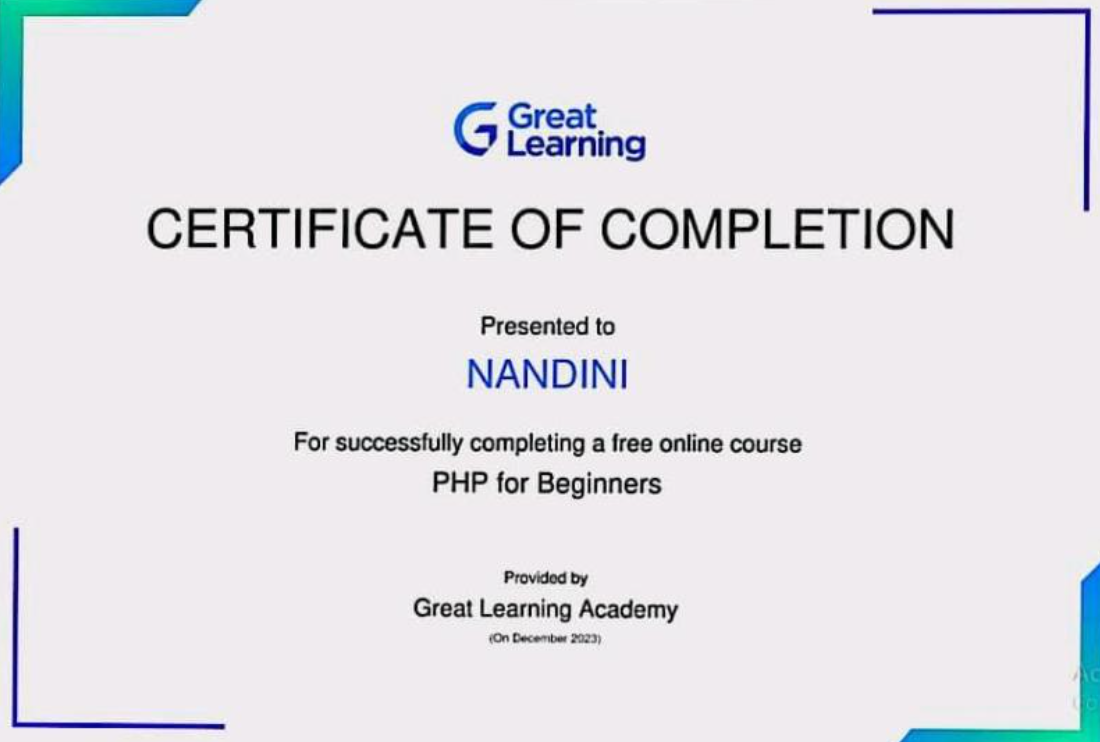 Great
Learning
CERTIFICATE OF COMPLETION
Presented to
NANDINI
For successfully completing a free online course
PHP for Beginners
Provided by
Great Learning Academy
(On December 2023)